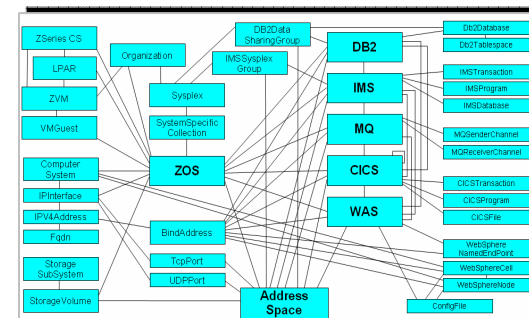 ZSeries CS
LPAR
ZVM
VMGuest
Computer
System
IPInterface
IPV4Address
Fqdn
Storage
SubSystem
StorageVolume
Organization
Sysplex
SystemSpecific
Collection
ZOS
BindAddress
TcpPort
UDPPort
DB2Data
SharingGroup
IMSSysplex
Group
Address
Space
DB2
IMS
MQ
CICS
WAS
Db2Database
Db2Tablespace
IMSTransaction
IMSProgram
IMSDatabase
MQSenderChannel
MQReceiverChannel
CICSTransaction
CICSProgram
CICSFile
WebSphere
NamedEndPoint
WebSphereCell
WebSphereNode
ConfigFile